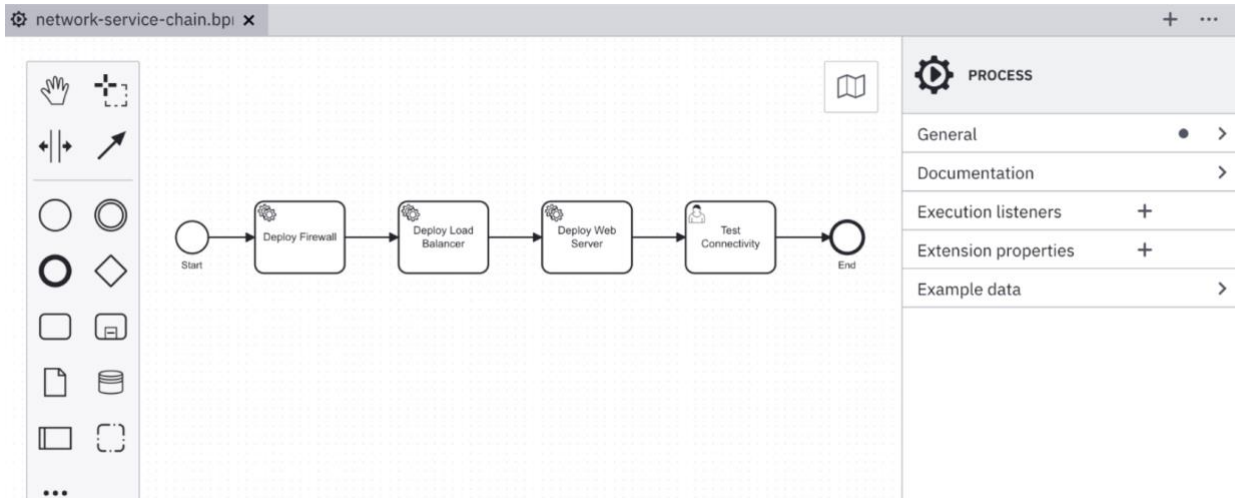 network-service-chain.bpi
PROCESS
General
Documentation
Execution listeners
Extension properties
Example data
Start
Deploy Firewall
Deploy Load
Balancer
Deploy Web
Server
Test
Connectivity
End